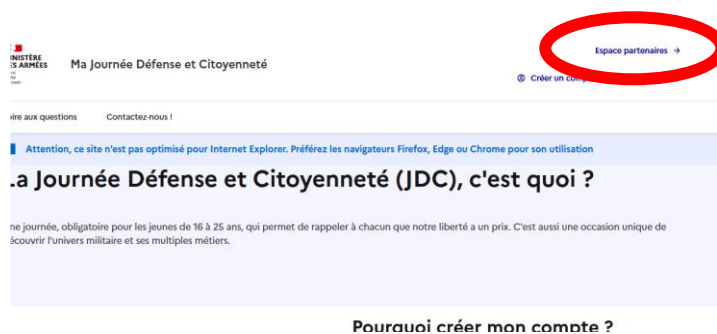 Espace partenaires →
NISTÈRE
S ARMÉES
Ma Journée Défense et Citoyenneté
Créer un com
ire aux questions
Contactez-nous !
Attention, ce site n'est pas optimisé pour Internet Explorer. Préférez les navigateurs Firefox, Edge ou Chrome pour son utilisation
a Journée Défense et Citoyenneté (JDC), c'est quoi ?
ne journée, obligatoire pour les jeunes de 16 à 25 ans, qui permet de rappeler à chacun que notre liberté a un prix. C'est aussi une occasion unique de
écouvrir l'univers militaire et ses multiples métiers.
Pourquoi créer mon compte ?